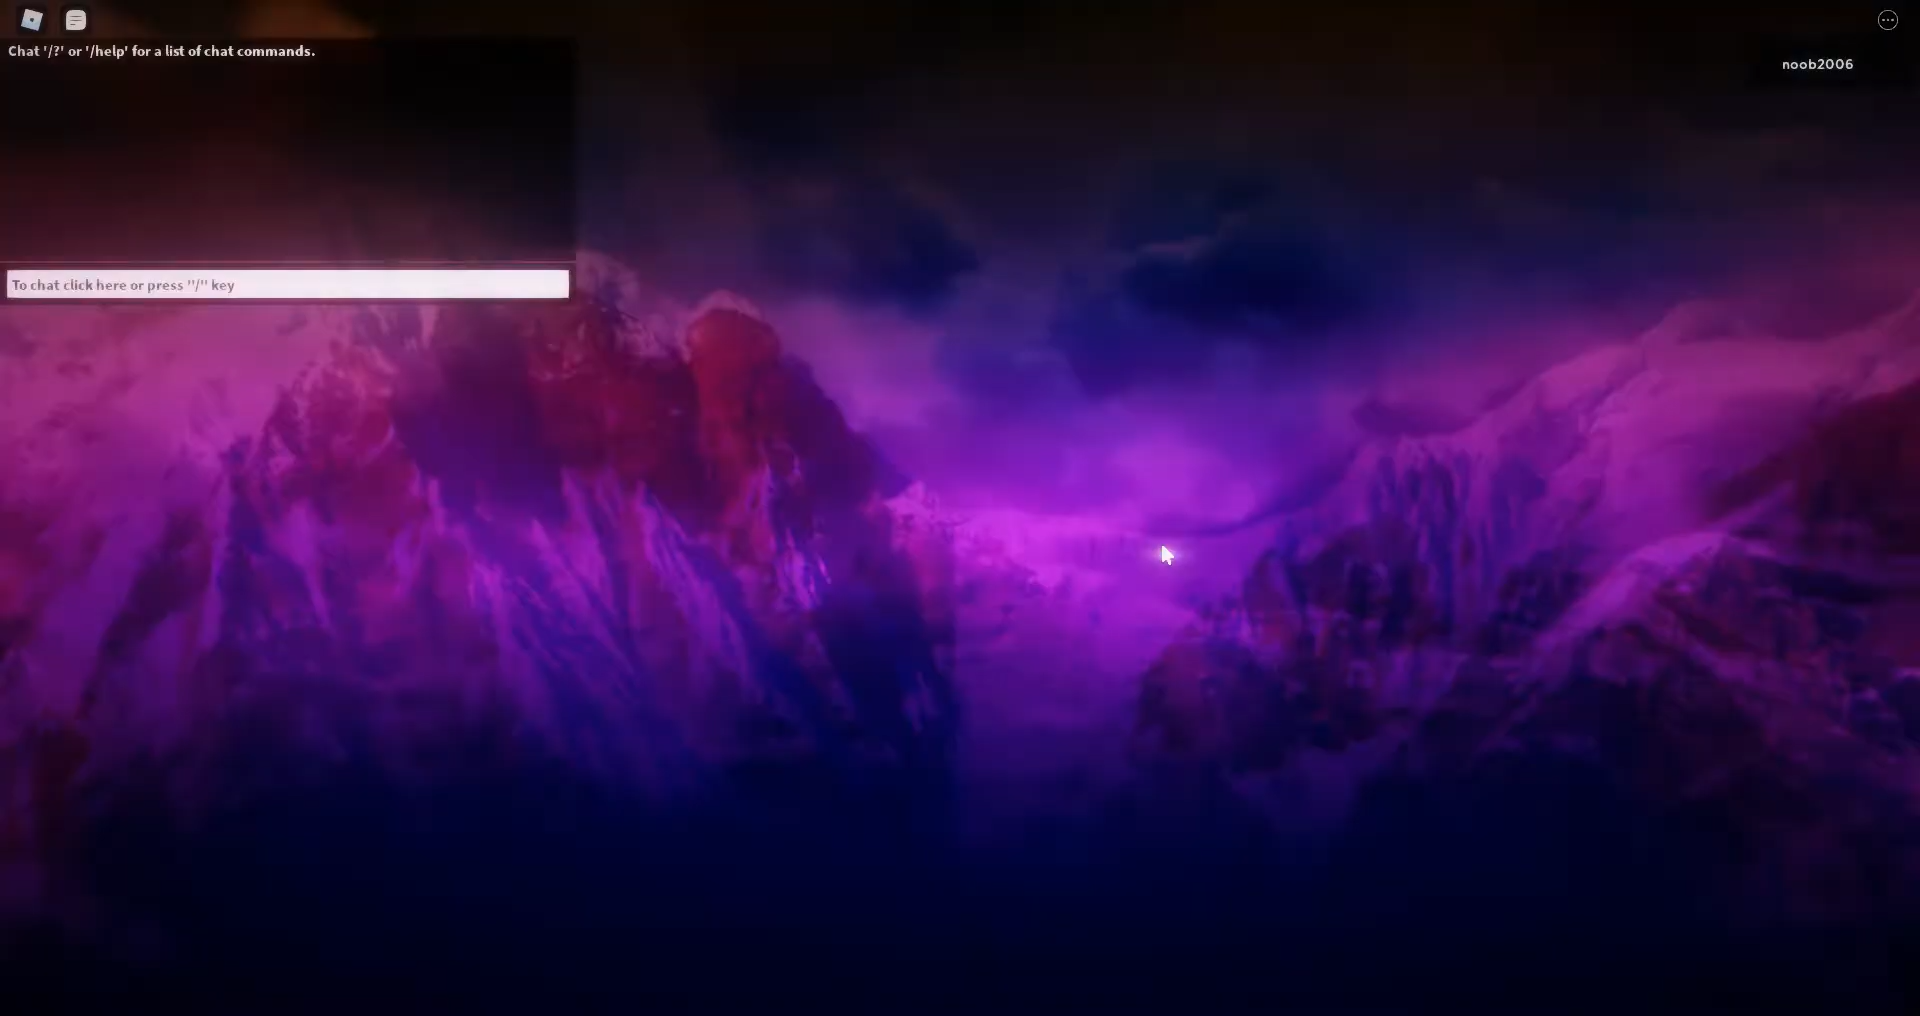 Chat '/?' or '/help' for a list of chat commands.
noob2006
To chat click here or press "/" key